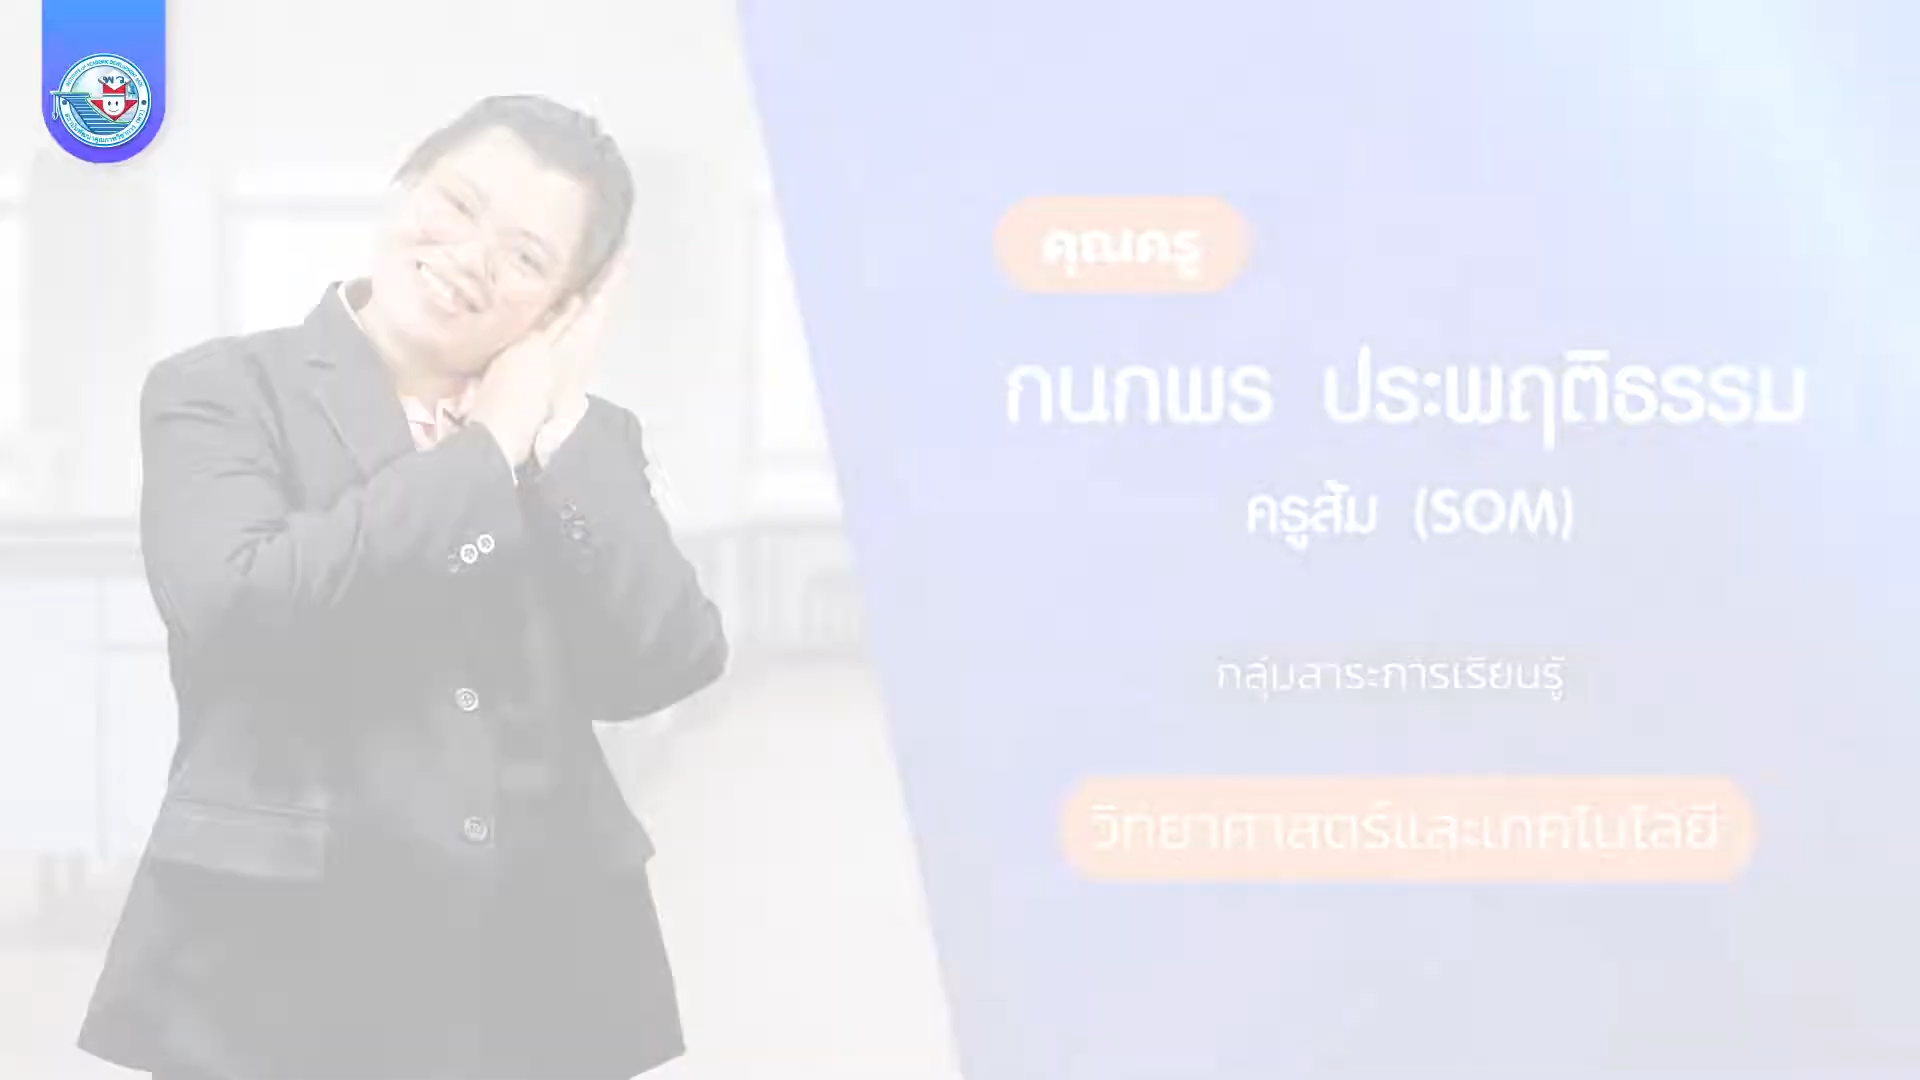 พว
คุณครู
กนกพร ประพฤติธรรม
ครูส้ม (SOM)
กลุ่มสาระการเรียนรู้
วิทยาศาสตร์และเทคโนโลยี